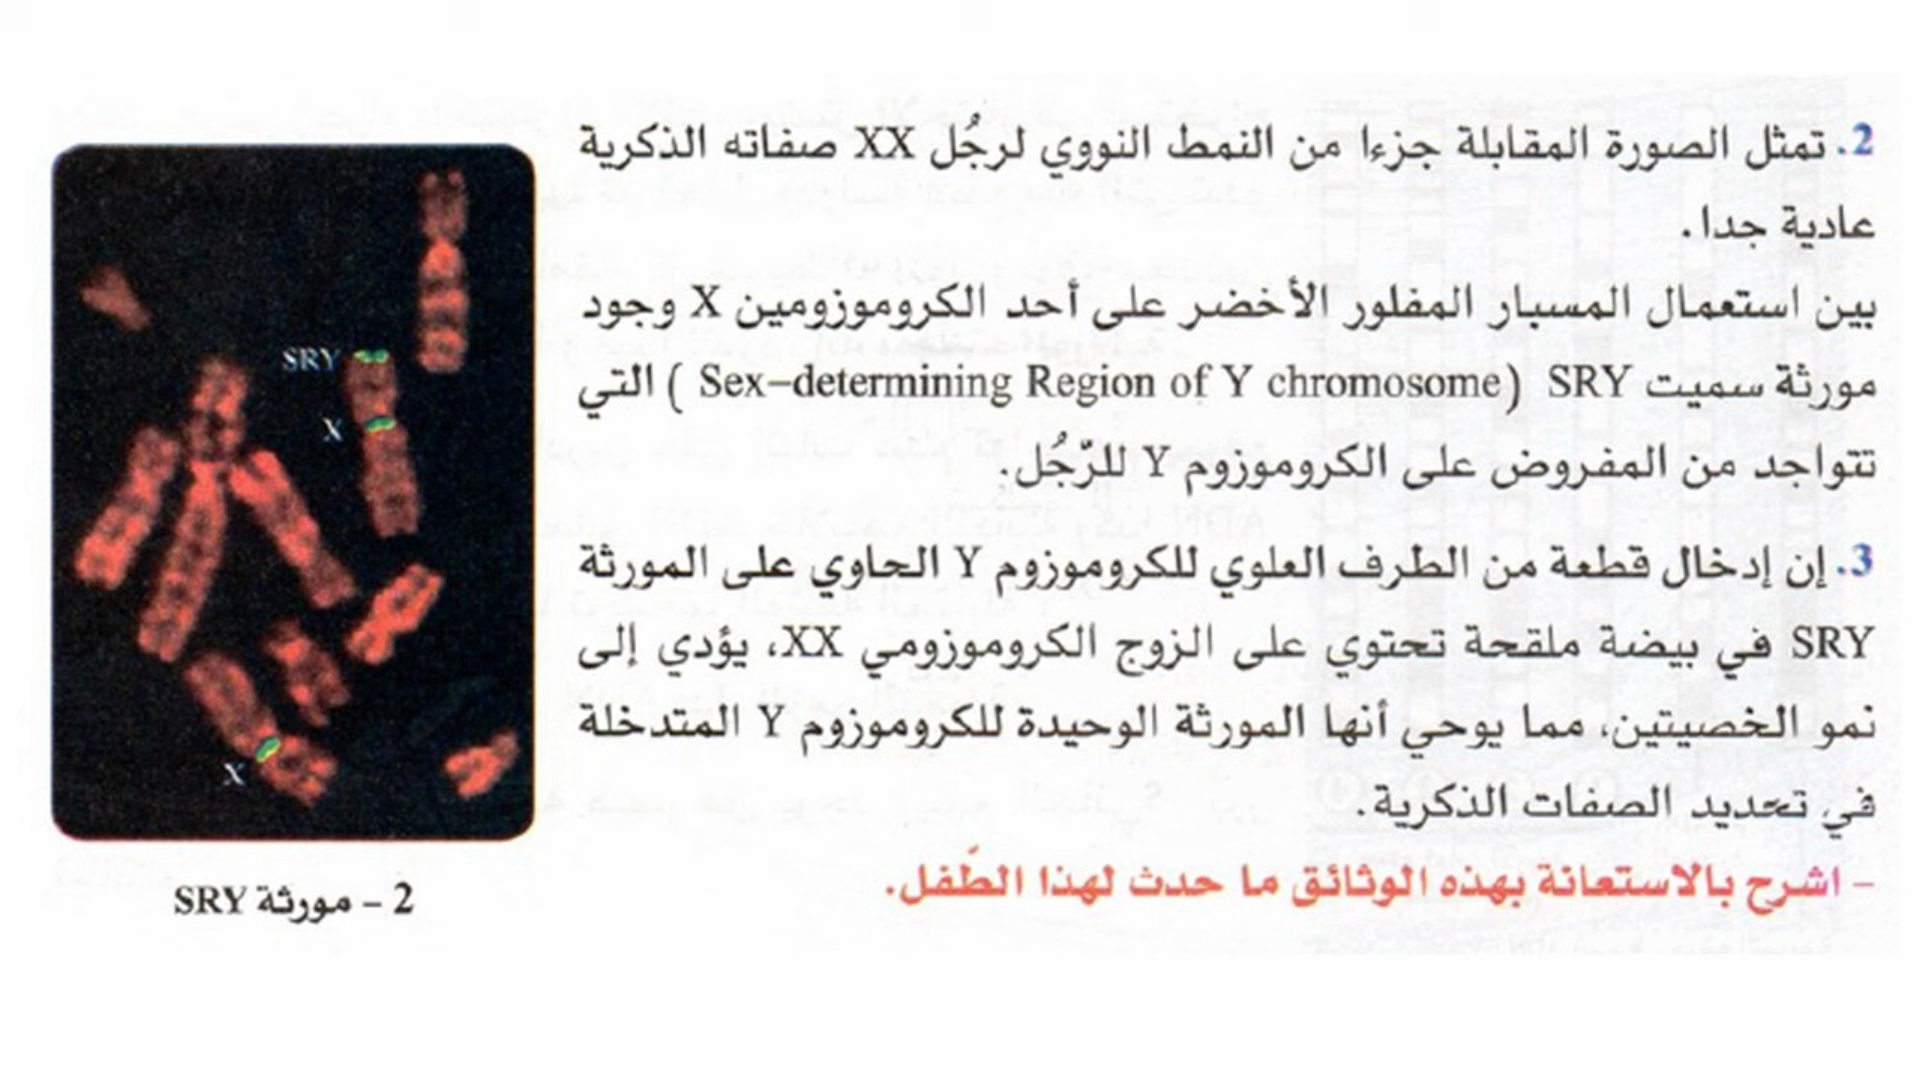 2. تمثل الصورة المقابلة جزءا من النمط النووي لرجُل XX صفاته الذكرية
عادية جدا.
بين استعمال المسبار المفلور الأخضر على أحد الكروموزومين X وجود
مورثة سميت SRY (Sex-determining Region of Y chromosome ) التي
تتواجد من المفروض على الكروموزوم Y للرّجُل.
3. إن إدخال قطعة من الطرف العلوي للكروموزوم Y الحاوي على المورثة
SRY في بيضة ملقحة تحتوي على الزوج الكروموزومي XX، يؤدي إلى
نمو الخصيتين، مما يوحي أنها المورثة الوحيدة للكروموزوم Y المتدخلة
في تحديد الصفات الذكرية.
– اشرح بالاستعانة بهذه الوثائق ما حدث لهذا الطّفل.
SRY
X
X
2 – مورثة SRY